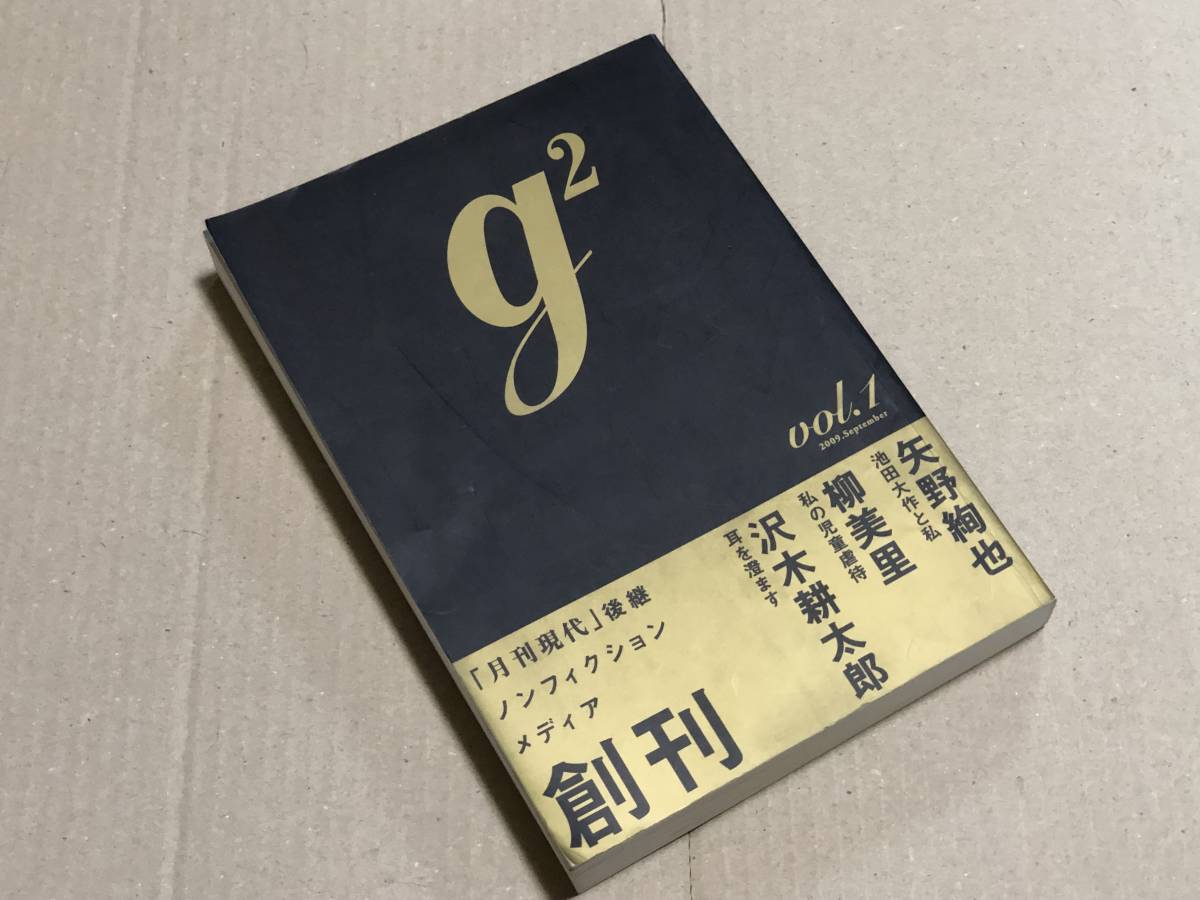 g2
vol.1
2009.September
矢野絢也
池田大作と私
柳美里
私の児童虐待
沢木耕太郎
耳を澄ます
「月刊現代」後継
ノンフィクション
メディア
創刊